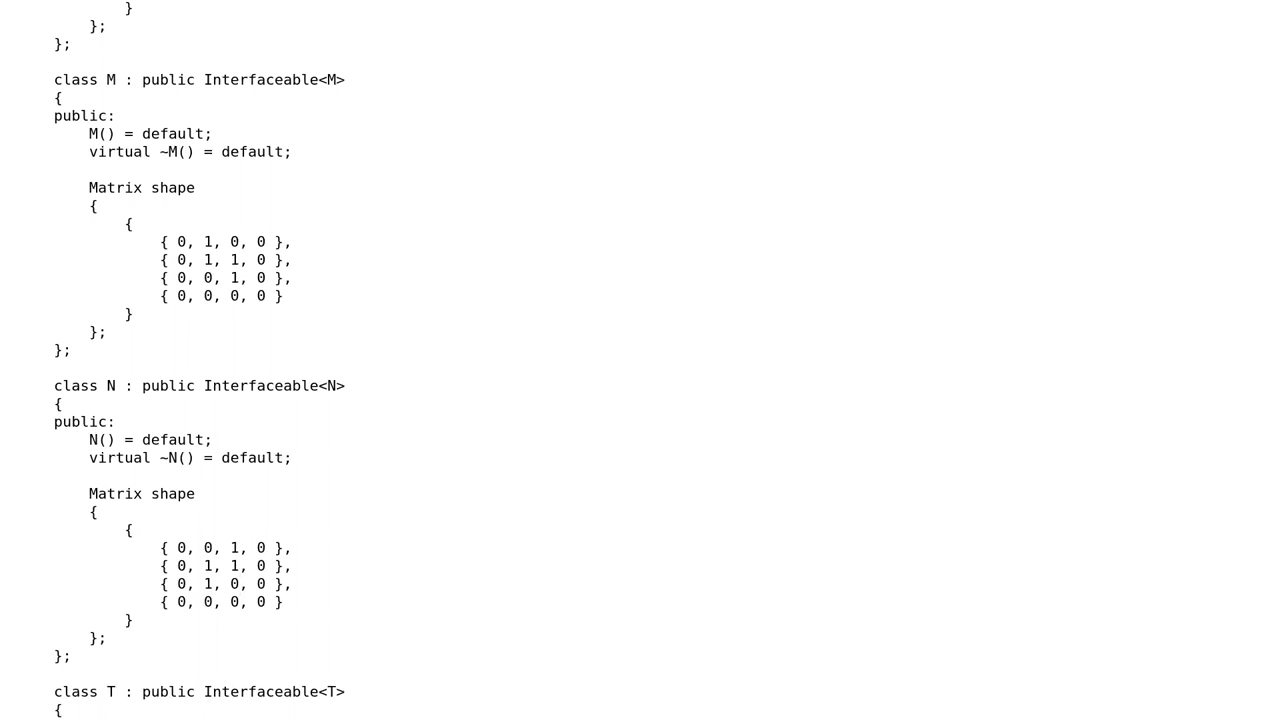 }
    };
};

class M : public Interfaceable<M>
{
public:
    M() = default;
    virtual ~M() = default;

    Matrix shape
    {
        {
            { 0, 1, 0, 0 },
            { 0, 1, 1, 0 },
            { 0, 0, 1, 0 },
            { 0, 0, 0, 0 }
        }
    };
};

class N : public Interfaceable<N>
{
public:
    N() = default;
    virtual ~N() = default;

    Matrix shape
    {
        {
            { 0, 0, 1, 0 },
            { 0, 1, 1, 0 },
            { 0, 1, 0, 0 },
            { 0, 0, 0, 0 }
        }
    };
};

class T : public Interfaceable<T>
{